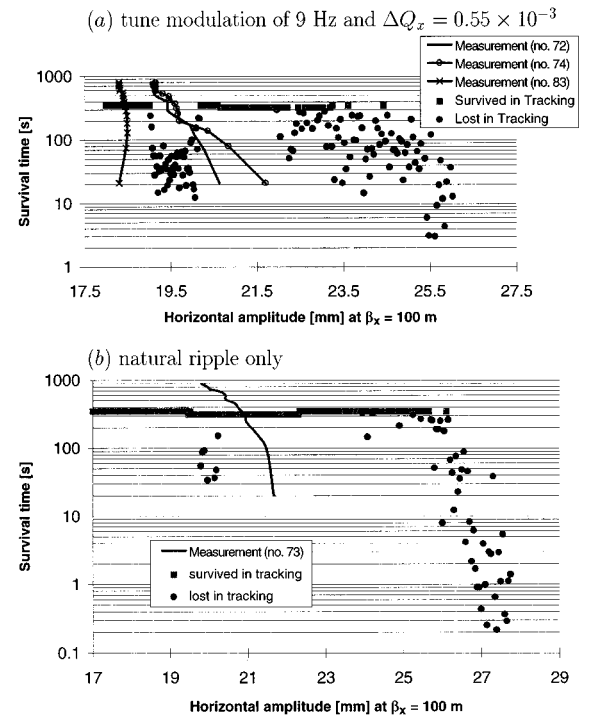 (a) tune modulation of 9 Hz and ΔQₓ = 0.55 × 10⁻³
Measurement (no. 72)
Measurement (no. 74)
Measurement (no. 83)
Survived in Tracking
Lost in Tracking
Survival time [s]
1000
100
10
1
17.5 19.5 21.5 23.5 25.5 27.5
Horizontal amplitude [mm] at βₓ = 100 m
(b) natural ripple only
Survival time [s]
1000
100
10
1
0.1
Measurement (no. 73)
survived in tracking
lost in tracking
17 19 21 23 25 27 29
Horizontal amplitude [mm] at βₓ = 100 m